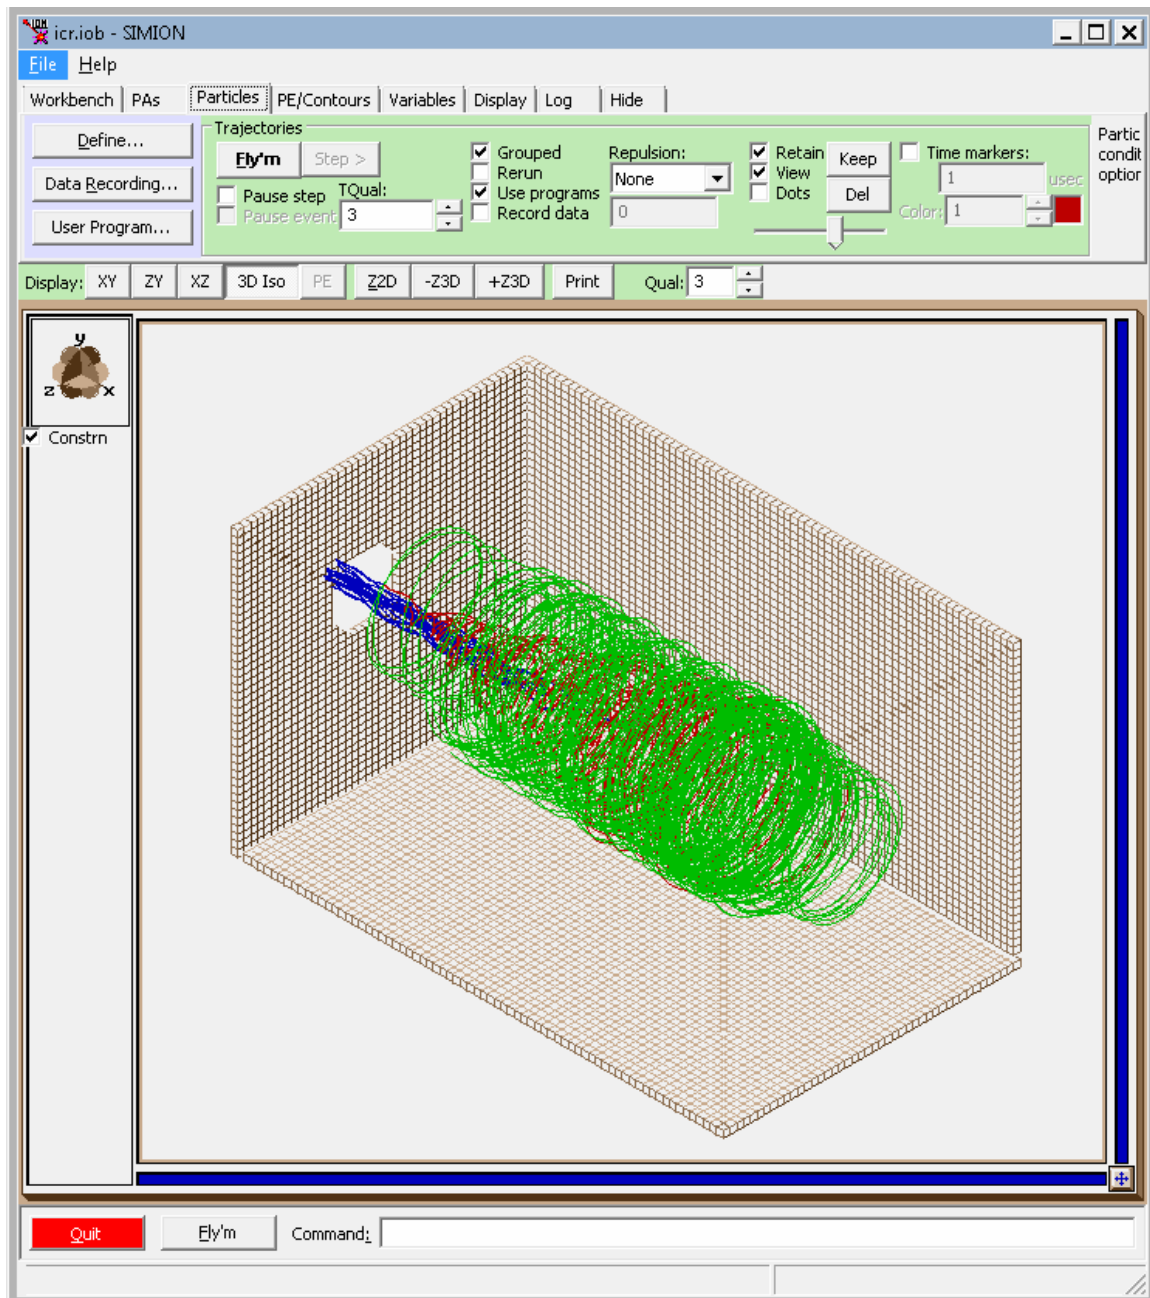 icr.iob - SIMION
File Help
Workbench PAs Particles PE/Contours Variables Display Log Hide
Define...
Data Recording...
User Program...
Trajectories
Fly'm Step >
Pause step TQual:
Pause event 3
Grouped
Rerun
Use programs
Record data
Repulsion:
None
0
Retain
View
Dots
Keep
Del
Time markers:
1 usec
Color: 1
Partic
condit
optior
Display: XY ZY XZ 3D Iso PE Z2D -Z3D +Z3D Print Qual: 3
y
z x
Constrn
Quit Fly'm Command: